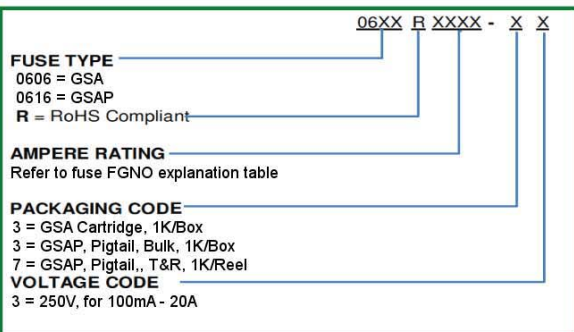 06XX R XXXX - X X
FUSE TYPE
0606 = GSA
0616 = GSAP
R = RoHS Compliant
AMPERE RATING
Refer to fuse FGNO explanation table
PACKAGING CODE
3 = GSA Cartridge, 1K/Box
3 = GSAP, Pigtail, Bulk, 1K/Box
7 = GSAP, Pigtail,, T&R, 1K/Reel
VOLTAGE CODE
3 = 250V, for 100mA - 20A